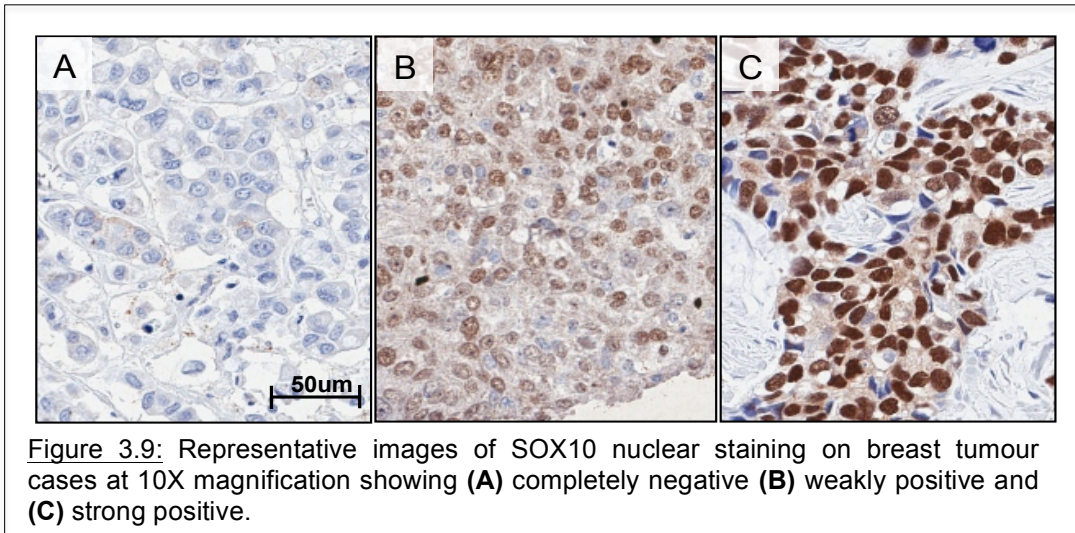 A
B
C
50um
Figure 3.9: Representative images of SOX10 nuclear staining on breast tumour
cases at 10X magnification showing (A) completely negative (B) weakly positive and
(C) strong positive.